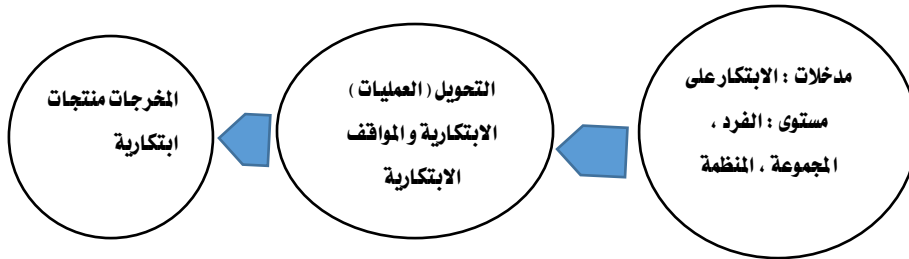 مدخلات : الابتكار على
مستوى : الفرد ،
المجموعة ، المنظمة
التحويل ( العمليات )
الابتكارية و المواقف
الابتكارية
المخرجات منتجات
ابتكارية